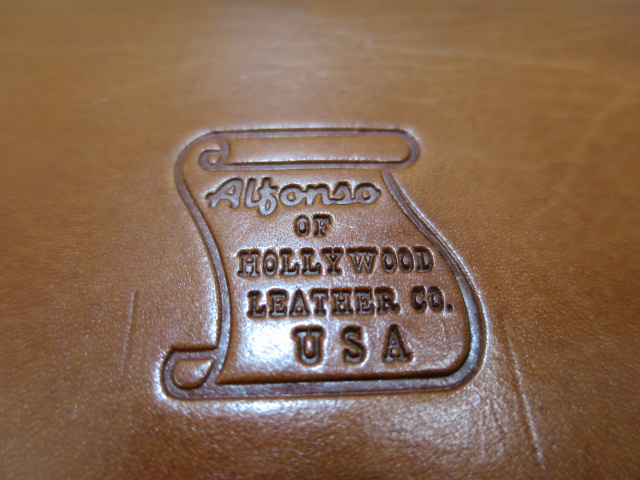 Alfonso
OF
HOLLYWOOD
LEATHER CO.
USA